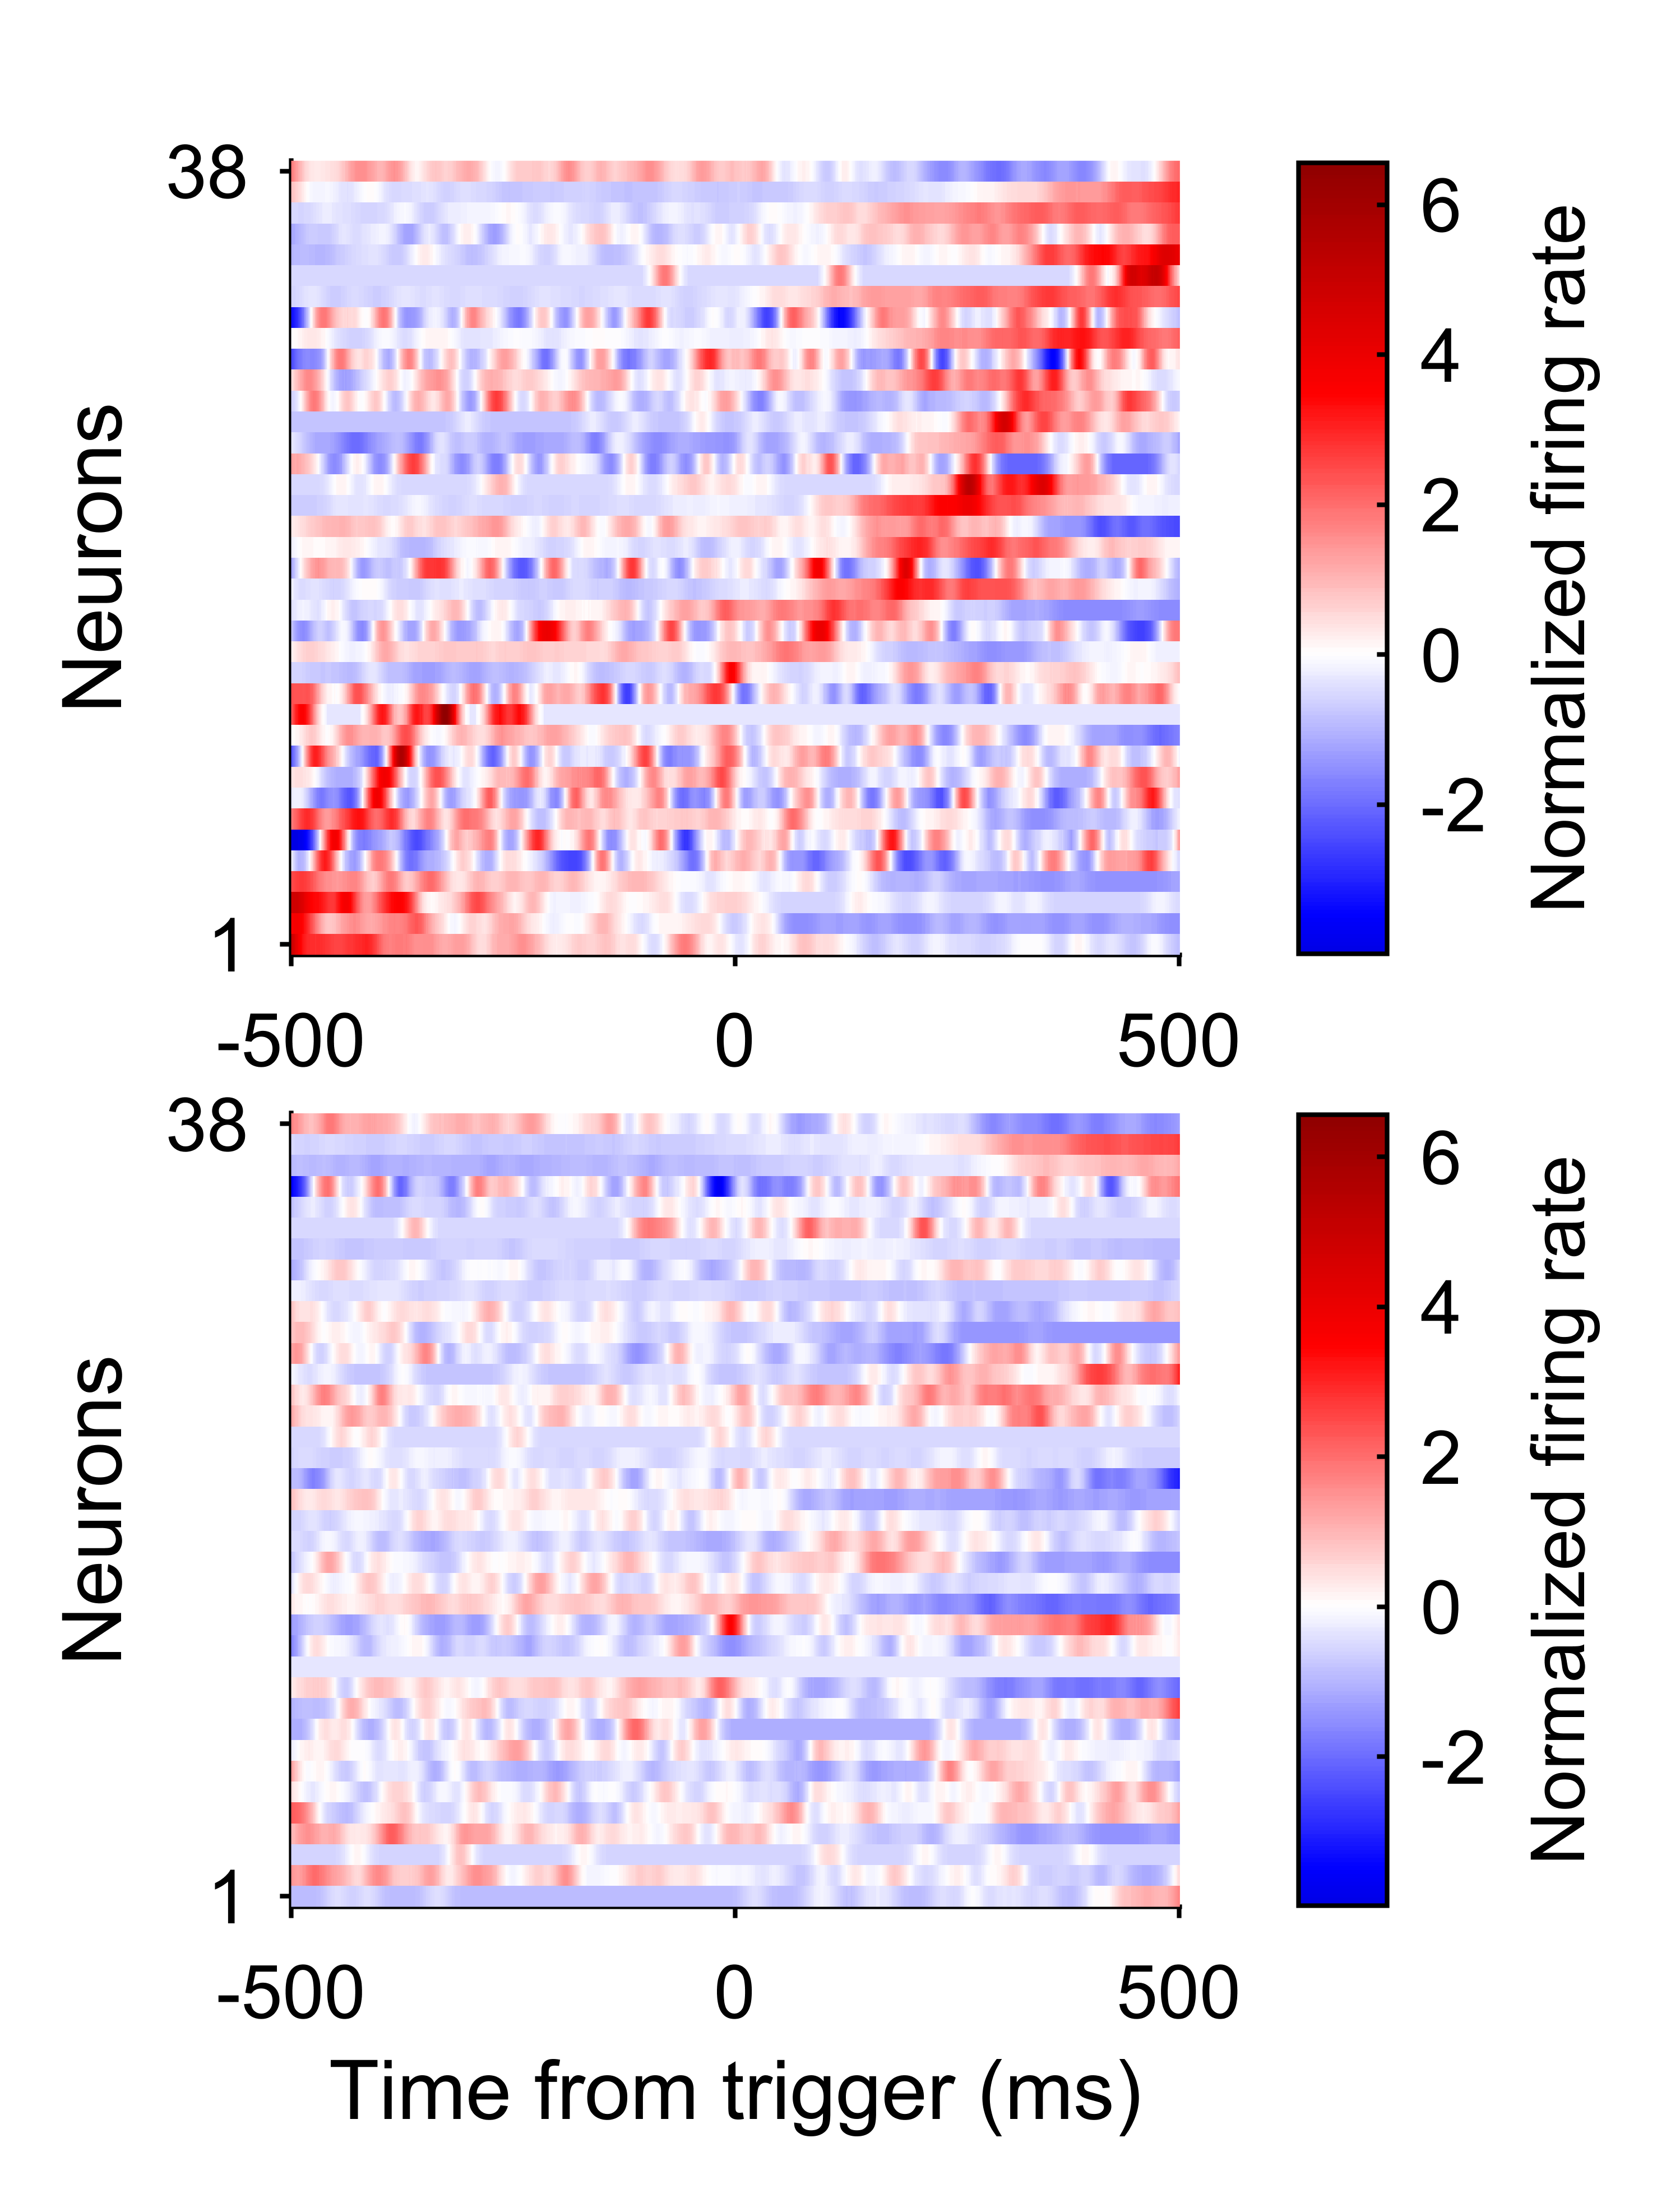 38
Neurons
1
-500 0 500
6
4
2
0
-2
Normalized firing rate
38
Neurons
1
-500 0 500
Time from trigger (ms)
6
4
2
0
-2
Normalized firing rate